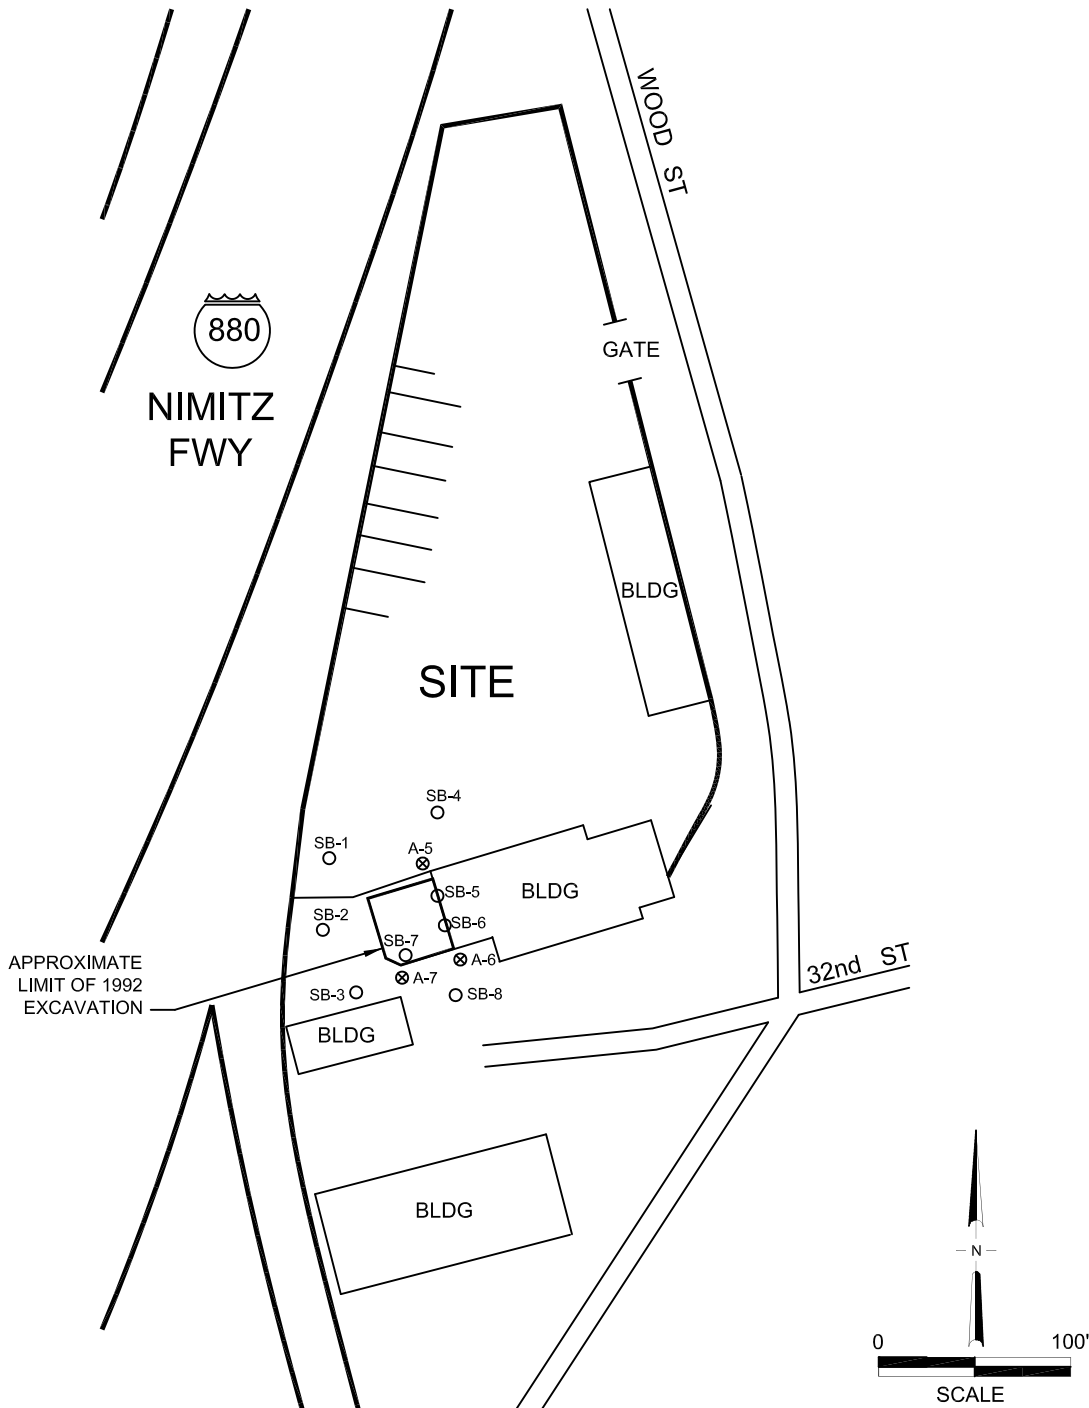 WOOD ST
880
NIMITZ
FWY
GATE
BLDG
SITE
SB-4
SB-1
A-5
SB-5
BLDG
SB-2
SB-6
SB-7
A-6
APPROXIMATE
LIMIT OF 1992
EXCAVATION
A-7
SB-3
SB-8
32nd ST
BLDG
BLDG
N
0 100'
SCALE